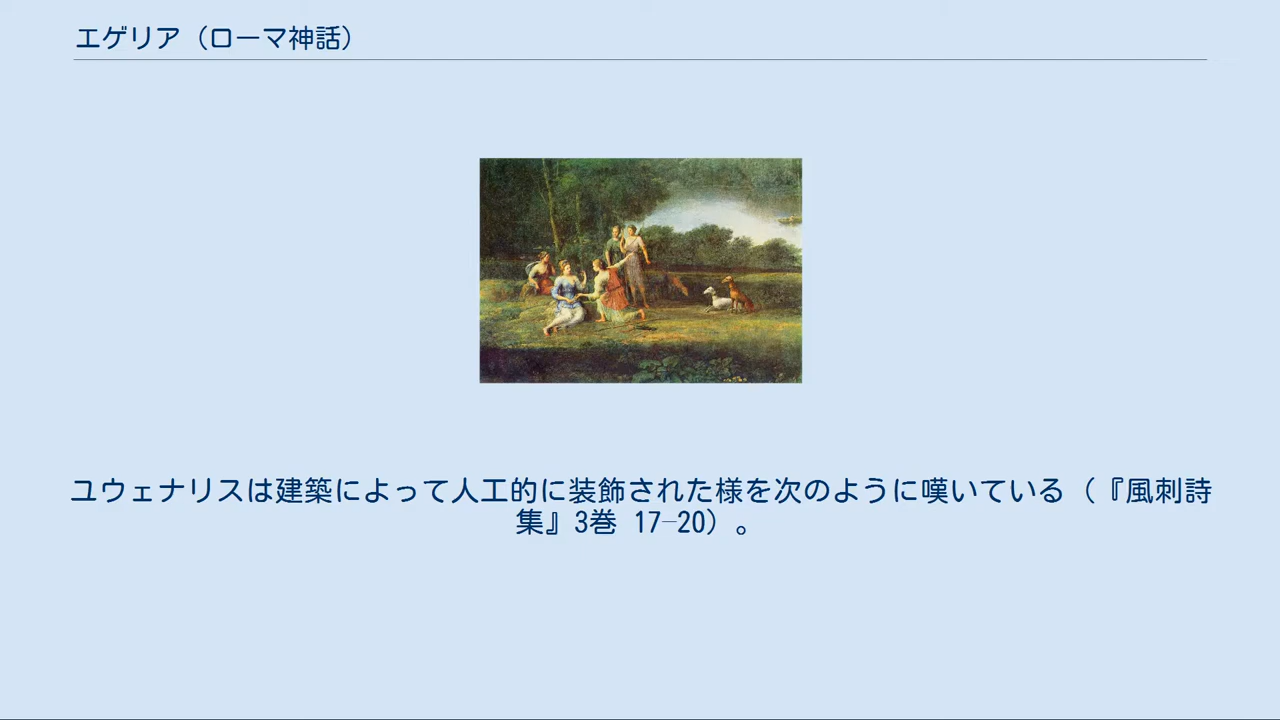 エゲリア（ローマ神話）
ユウェナリスは建築によって人工的に装飾された様を次のように嘆いている（『風刺詩
集』3巻 17–20）。